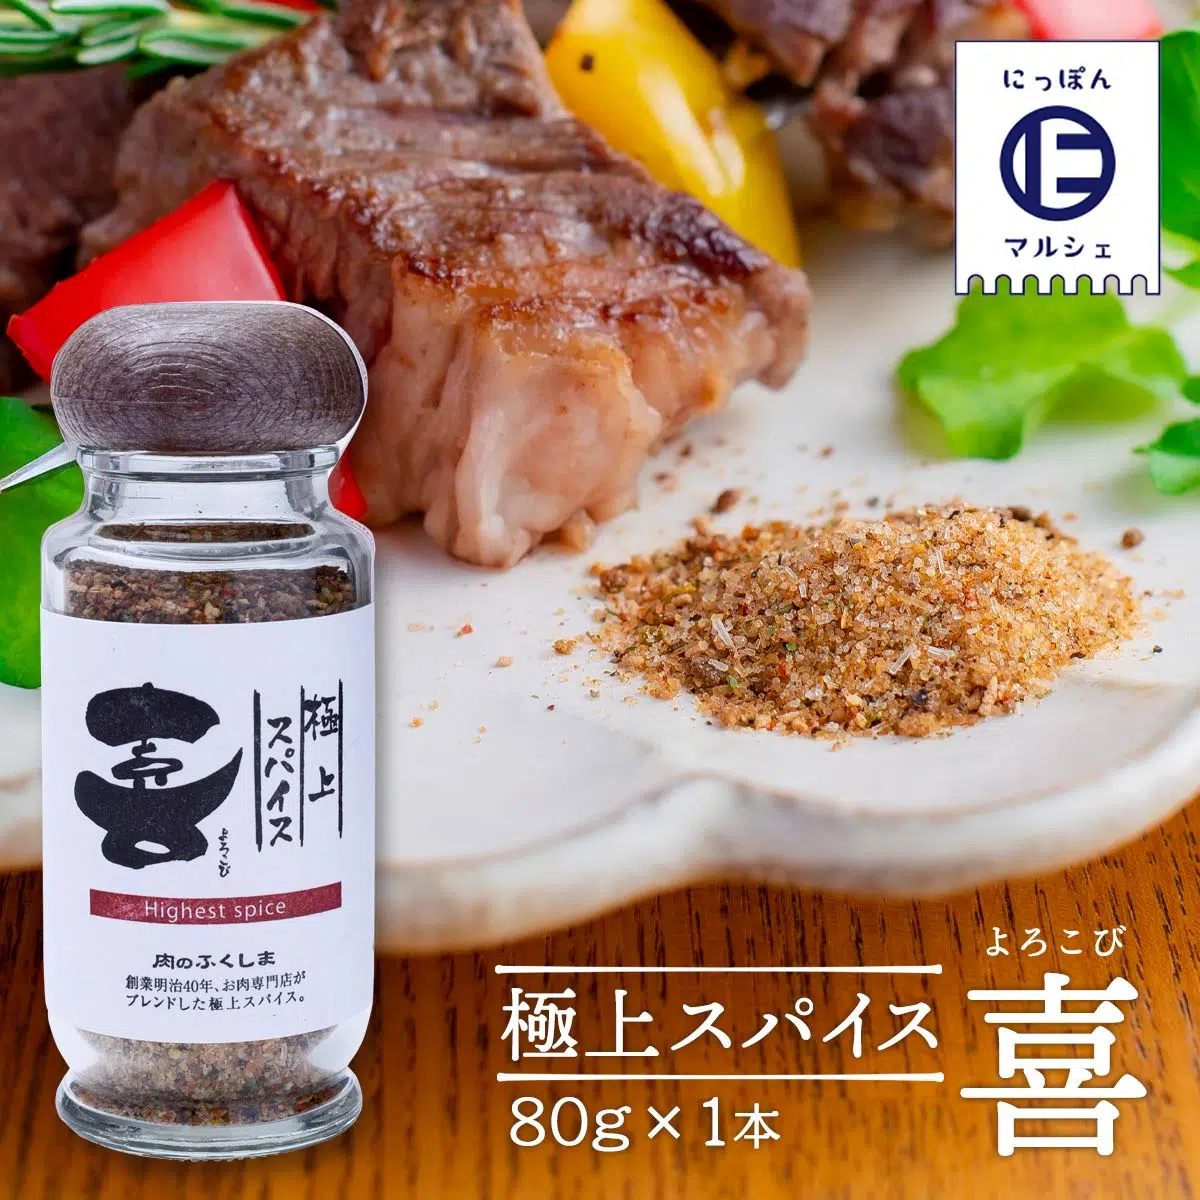 にっぽん
に
マルシェ
極上
スパイス
喜
よろこび
Highest spice
肉のふくしま
創業明治40年、お肉専門店が
ブレンドした極上スパイス。
極上スパイス
よろこび
喜
80g×1本